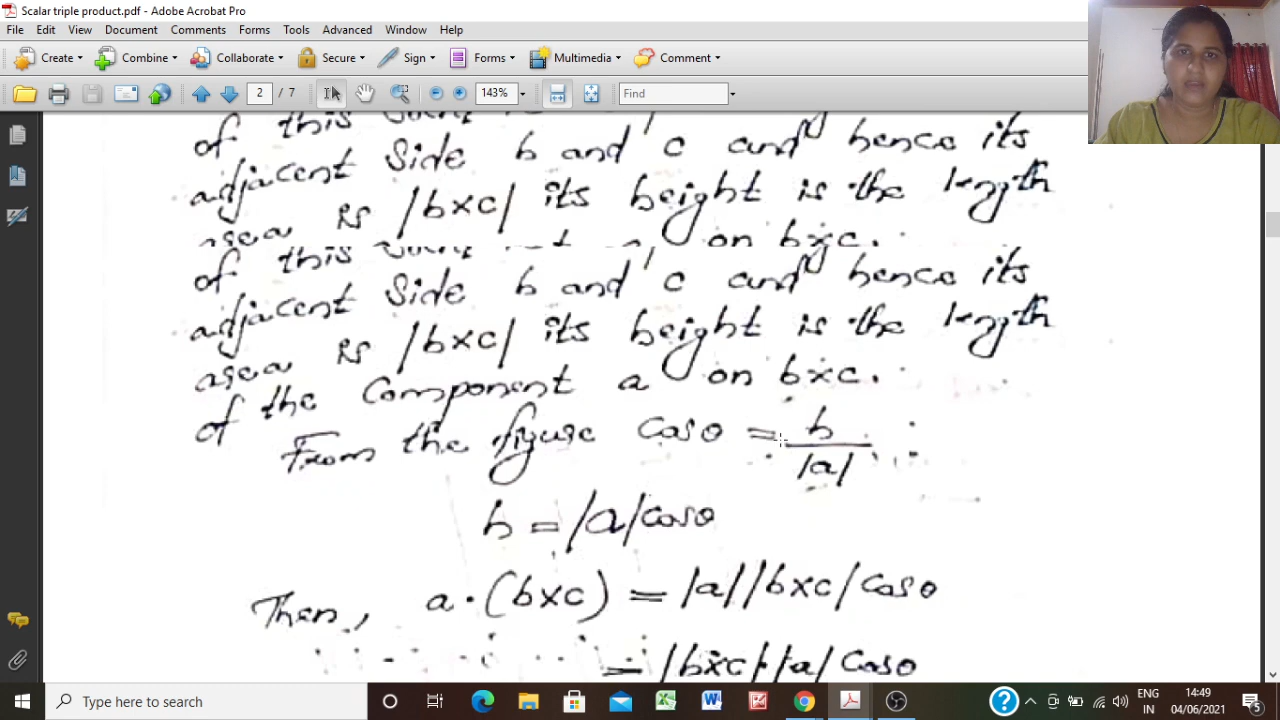 Scalar triple product.pdf - Adobe Acrobat Pro
File Edit View Document Comments Forms Tools Advanced Window Help
Create Combine Collaborate Secure Sign Forms Multimedia Comment
2 / 7 143% Find
of this
adjacent Side b and c and hence its
area is |b×c| its height is the length
on b×c.
of this
adjacent Side b and c and hence its
area is |b×c| its height is the length
of the Component a on b×c.
From the figure cosθ = h
|a|
h = |a|cosθ
Then, a·(b×c) = |a||b×c|cosθ
= |b×c||a|cosθ
Type here to search
ENG 14:49
IN 04/06/2021 5